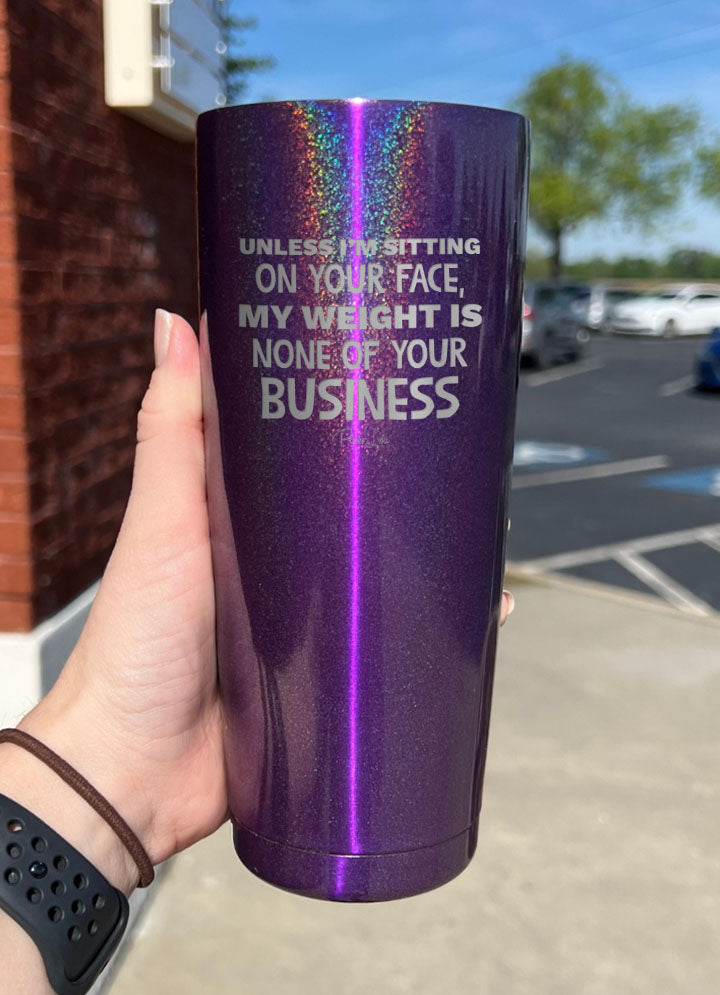 UNLESS I'M SITTING
ON YOUR FACE,
MY WEIGHT IS
NONE OF YOUR
BUSINESS